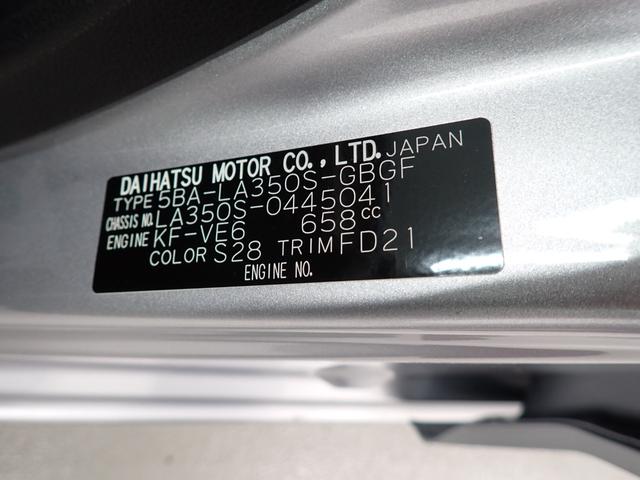 DAIHATSU MOTOR CO., LTD. JAPAN
TYPE 5BA-LA350S-GBGF
CHASSIS NO. LA350S-0445041
ENGINE KF-VE6 658cc
COLOR S28 TRIM FD21
ENGINE NO.